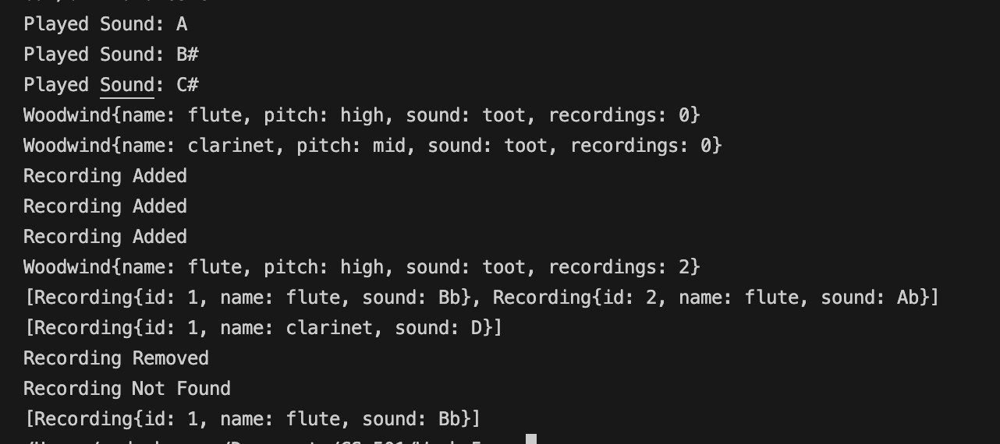 Played Sound: A
Played Sound: B#
Played Sound: C#
Woodwind{name: flute, pitch: high, sound: toot, recordings: 0}
Woodwind{name: clarinet, pitch: mid, sound: toot, recordings: 0}
Recording Added
Recording Added
Recording Added
Woodwind{name: flute, pitch: high, sound: toot, recordings: 2}
[Recording{id: 1, name: flute, sound: Bb}, Recording{id: 2, name: flute, sound: Ab}]
[Recording{id: 1, name: clarinet, sound: D}]
Recording Removed
Recording Not Found
[Recording{id: 1, name: flute, sound: Bb}]